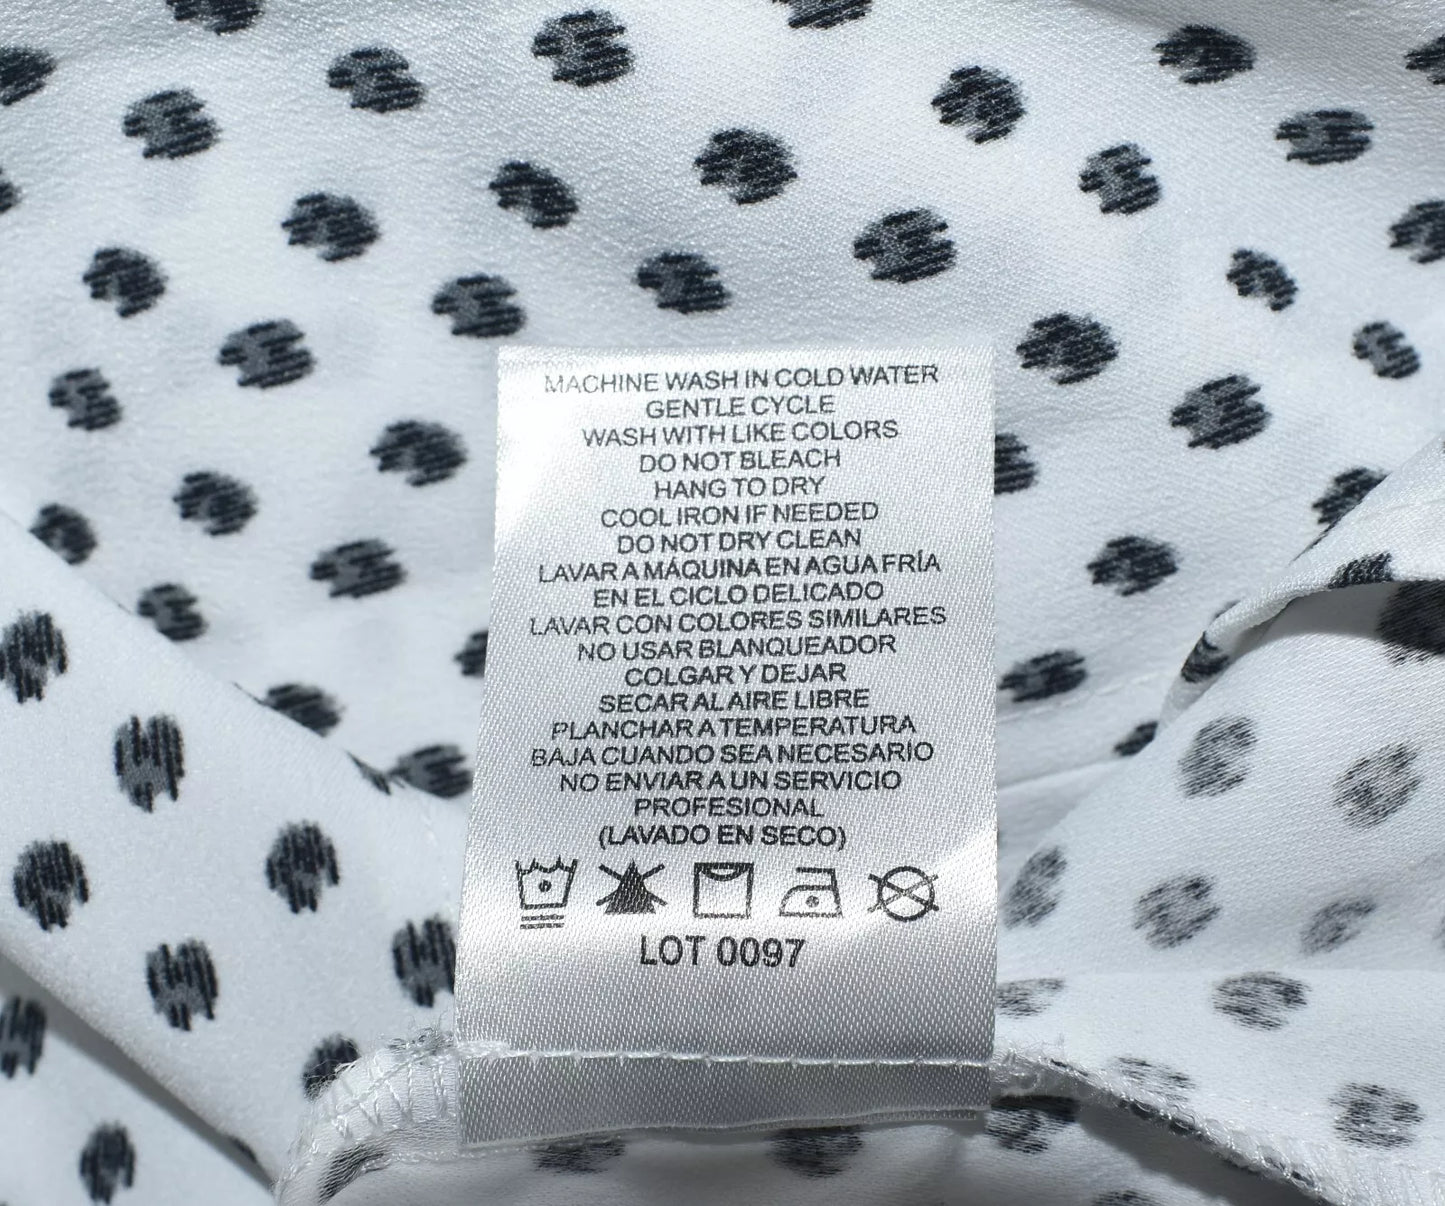 MACHINE WASH IN COLD WATER
GENTLE CYCLE
WASH WITH LIKE COLORS
DO NOT BLEACH
HANG TO DRY
COOL IRON IF NEEDED
DO NOT DRY CLEAN
LAVAR A MÁQUINA EN AGUA FRÍA
EN EL CICLO DELICADO
LAVAR CON COLORES SIMILARES
NO USAR BLANQUEADOR
COLGAR Y DEJAR
SECAR AL AIRE LIBRE
PLANCHAR A TEMPERATURA
BAJA CUANDO SEA NECESARIO
NO ENVIAR A UN SERVICIO
PROFESIONAL
(LAVADO EN SECO)
LOT 0097